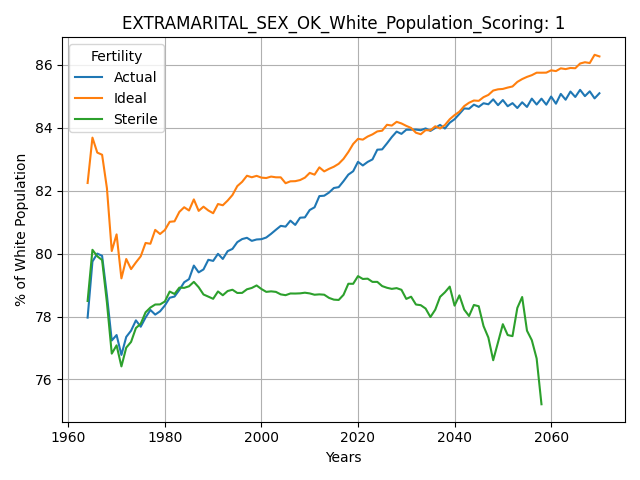 EXTRAMARITAL_SEX_OK_White_Population_Scoring: 1
Fertility
Actual
Ideal
Sterile
% of White Population
86
84
82
80
78
76
1960 1980 2000 2020 2040 2060
Years